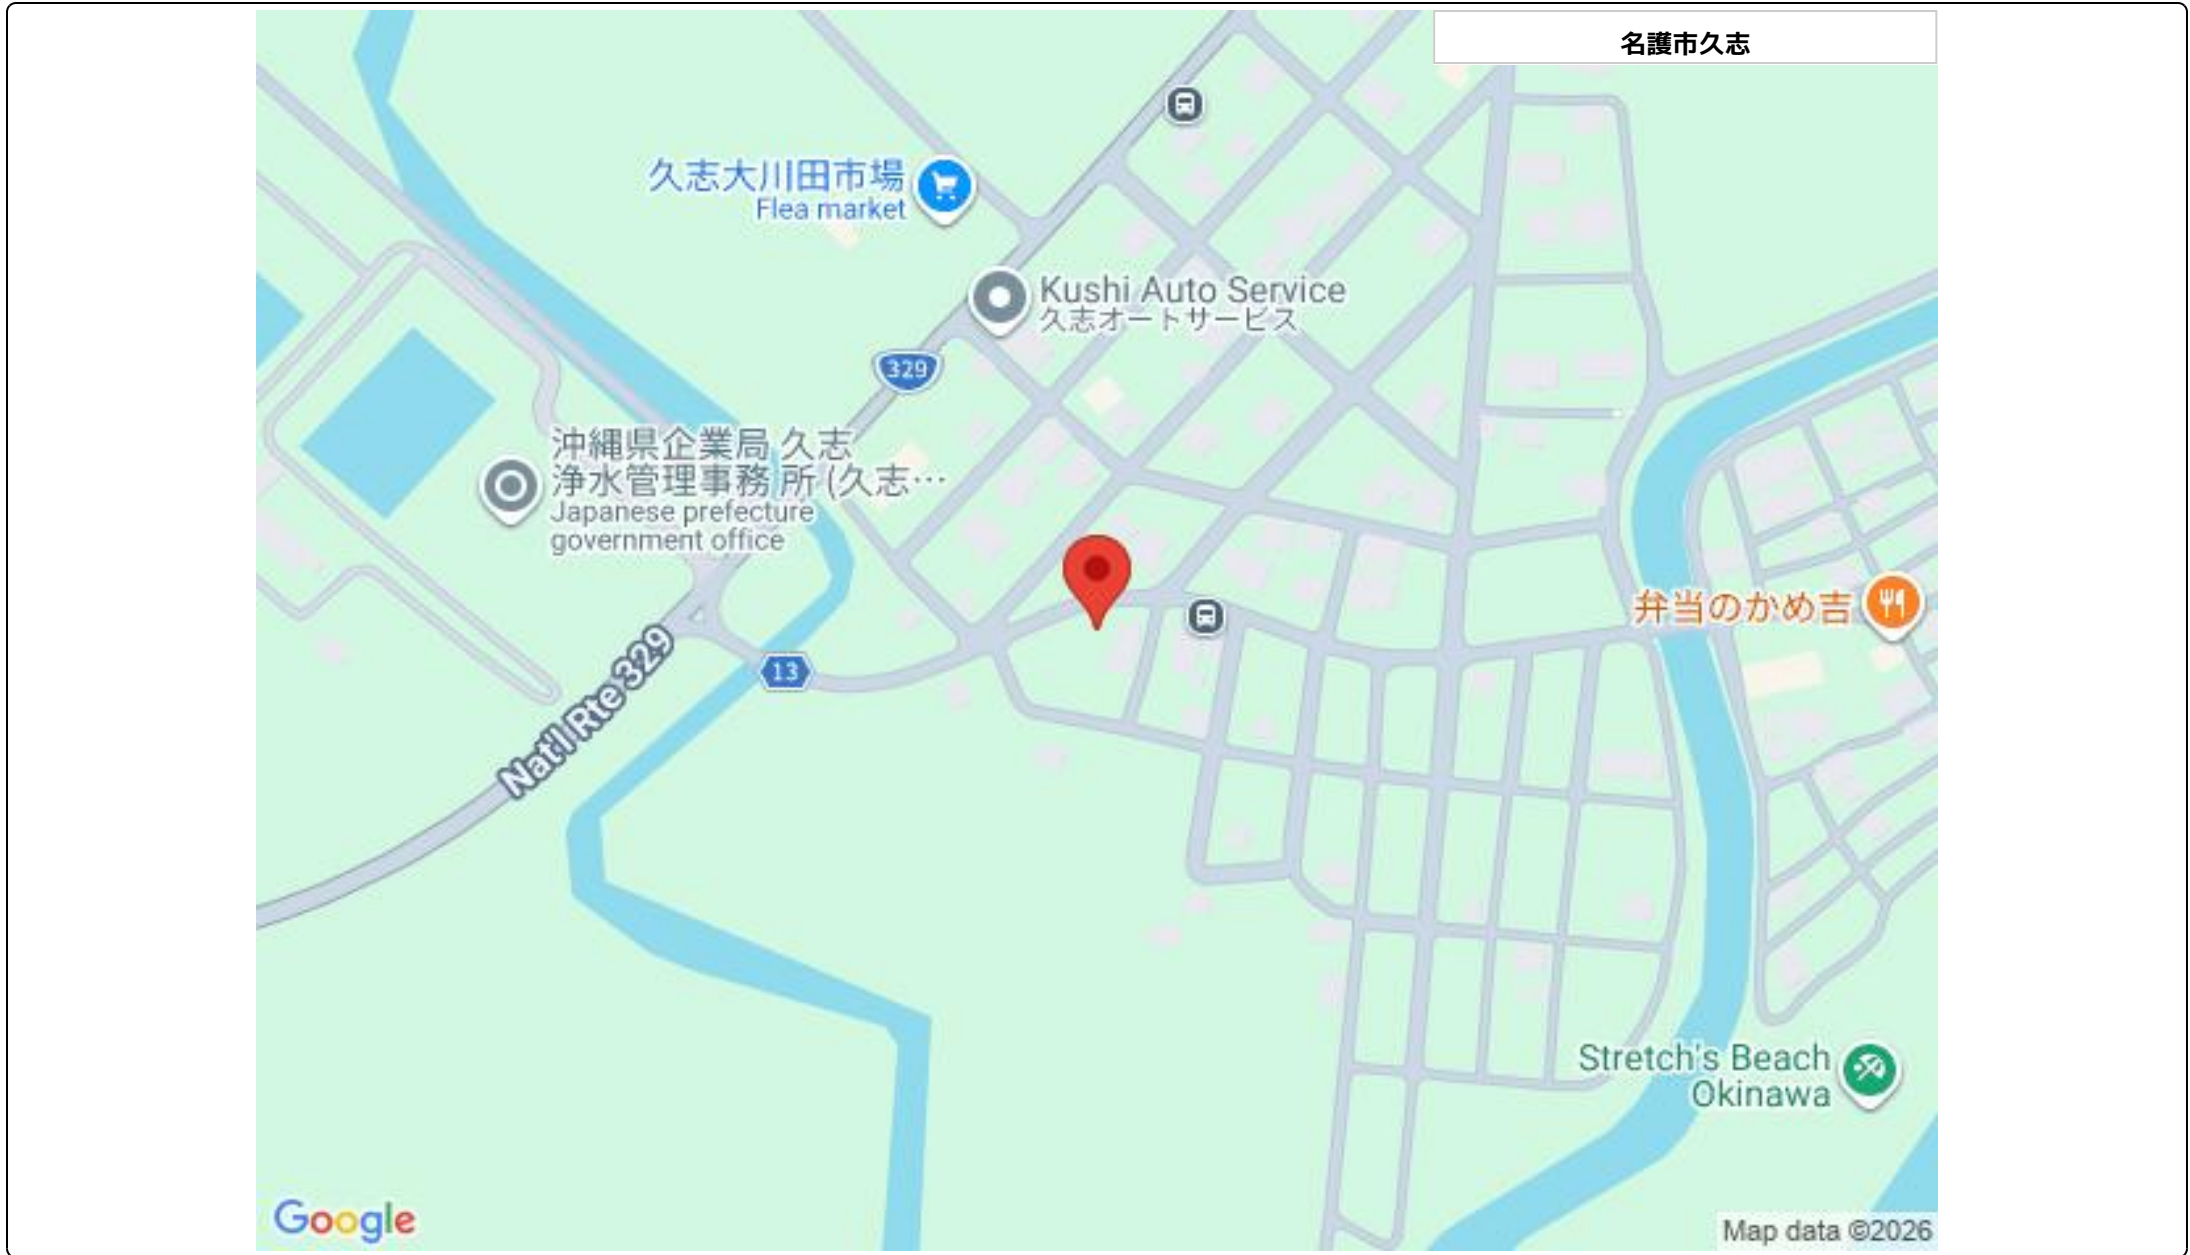 名護市久志
久志大川田市場
Flea market
Kushi Auto Service
久志オートサービス
329
沖縄県企業局 久志
浄水管理事務 所 (久志…
Japanese prefecture
government office
弁当のかめ吉
13
Nat'l Rte 329
Stretch's Beach
Okinawa
Google
Map data ©2026